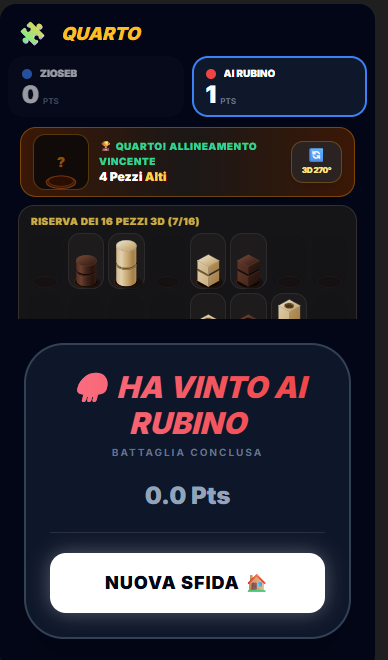 QUARTO
ZIOSEB
0 PTS
AI RUBINO
1 PTS
?
🏆 QUARTO! ALLINEAMENTO
VINCENTE
4 Pezzi Alti
🔄
3D 270°
RISERVA DEI 16 PEZZI 3D (7/16)
HA VINTO AI
RUBINO
BATTAGLIA CONCLUSA
0.0 Pts
NUOVA SFIDA 🏠